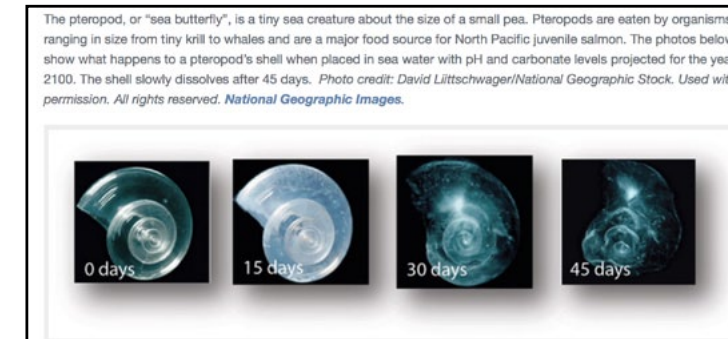 The pteropod, or “sea butterfly”, is a tiny sea creature about the size of a small pea. Pteropods are eaten by organisms
ranging in size from tiny krill to whales and are a major food source for North Pacific juvenile salmon. The photos below
show what happens to a pteropod’s shell when placed in sea water with pH and carbonate levels projected for the yea
2100. The shell slowly dissolves after 45 days. Photo credit: David Liittschwager/National Geographic Stock. Used wit
permission. All rights reserved. National Geographic Images.
0 days
15 days
30 days
45 days